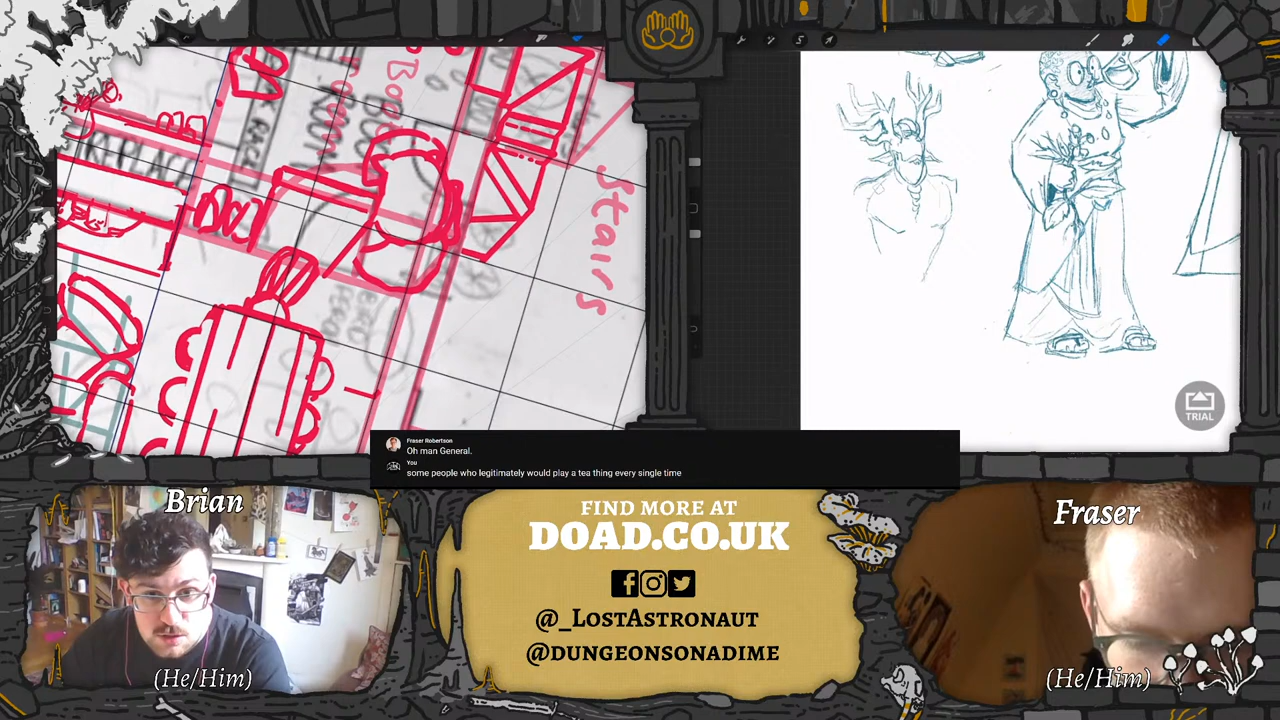 Stairs
ROOM
TRIAL
Fraser Robertson
Oh man General.
You
some people who legitimately would play a tea thing every single time
Brian
(He/Him)
FIND MORE AT
DOAD.CO.UK
@_LostAstronaut
@dungeonsonadime
Fraser
(He/Him)